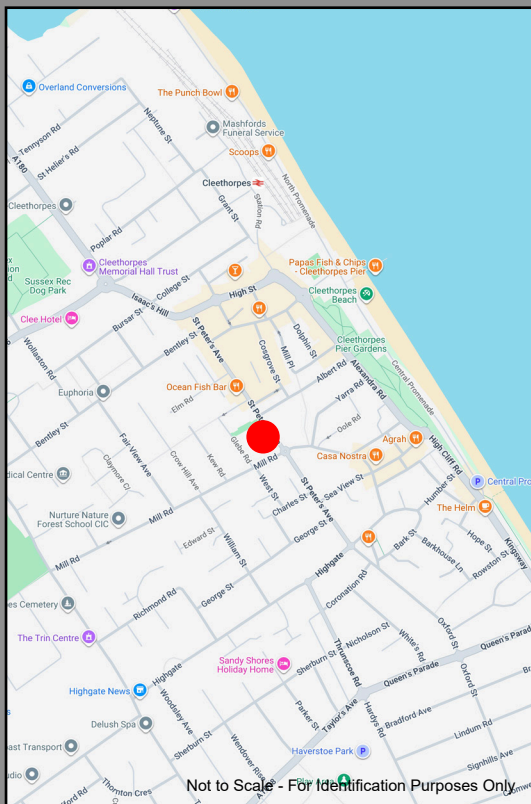 Overland Conversions
The Punch Bowl
Mashfords
Funeral Service
Neptune St
Tennyson Rd
A180
St Helier's Rd
Scoops
North Promenade
Cleethorpes
Station Rd
Cleethorpes
Grant St
Poplar Rd
Cleethorpes
Memorial Hall Trust
Sussex Rec
Dog Park
Papas Fish & Chips
- Cleethorpes Pier
College St
High St
Cleethorpes
Beach
Isaac's Hill
Clee Hotel
Bursar St
Dolphin St
Cleethorpes
Pier Gardens
Wollaston Rd
Bentley St
St Peter's Ave
Cosgrove St
Mill Pl
Albert Rd
Alexandra Rd
Central Promenade
Euphoria
Ocean Fish Bar
Yarra Rd
Elm Rd
St Pete
Oole Rd
Bentley St
Fair View Ave
Glebe Rd
Agrah
High Cliff Rd
Crow Hill Ave
Kew Rd
Mill Rd
Casa Nostra
dical Centre
Claymore Cl
West St
St Peter's Ave
Sea View St
Central Pro
Humber St
Charles St
The Helm
Nurture Nature
Forest School CIC
Mill Rd
Edward St
William St
George St
Bark St
Hope St
Kingsway
Mill Rd
Highgate
Barkhouse Ln
Rowston St
George St
es Cemetery
Richmond Rd
Coronation Rd
The Trin Centre
Nicholson St
White's Rd
Oxford St
Queen's Parad
Highgate
Sandy Shores
Holiday Home
Sherburn St
Thrunscoe Rd
Queen's Parade
Oxford St
Highgate News
Woodsley Ave
Parker St
Taylor's Ave
Hardys Rd
Bradford Ave
Delush Spa
Sherburn St
Lindum Rd
ast Transport
Wendover Rise
Haverstoe Park
Signhills Ave
udio
Thornton Cres
Not to Scale - For Identification Purposes Only